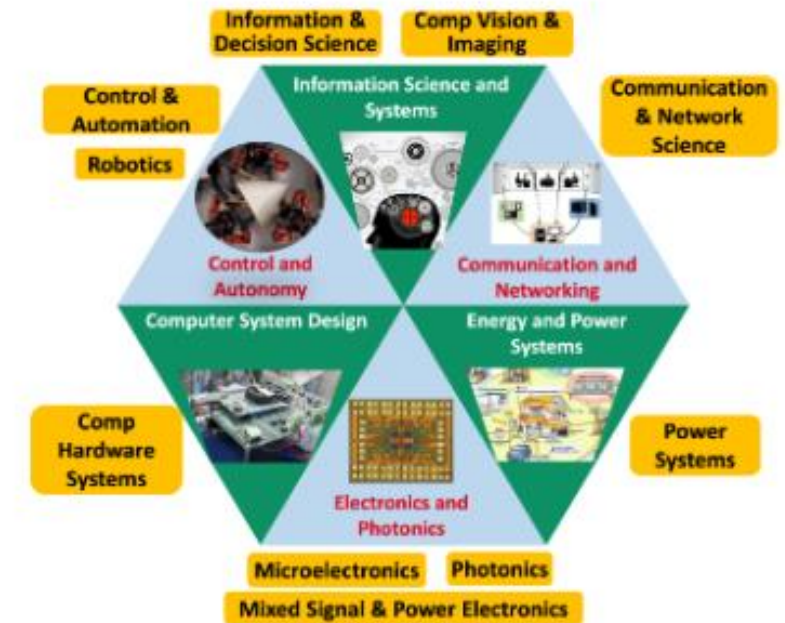 Information &
Decision Science
Comp Vision &
Imaging
Control &
Automation
Robotics
Information Science and
Systems
Communication
& Network
Science
Control and
Autonomy
Communication and
Networking
Computer System Design
Energy and Power
Systems
Comp
Hardware
Systems
Power
Systems
Electronics and
Photonics
Microelectronics
Photonics
Mixed Signal & Power Electronics